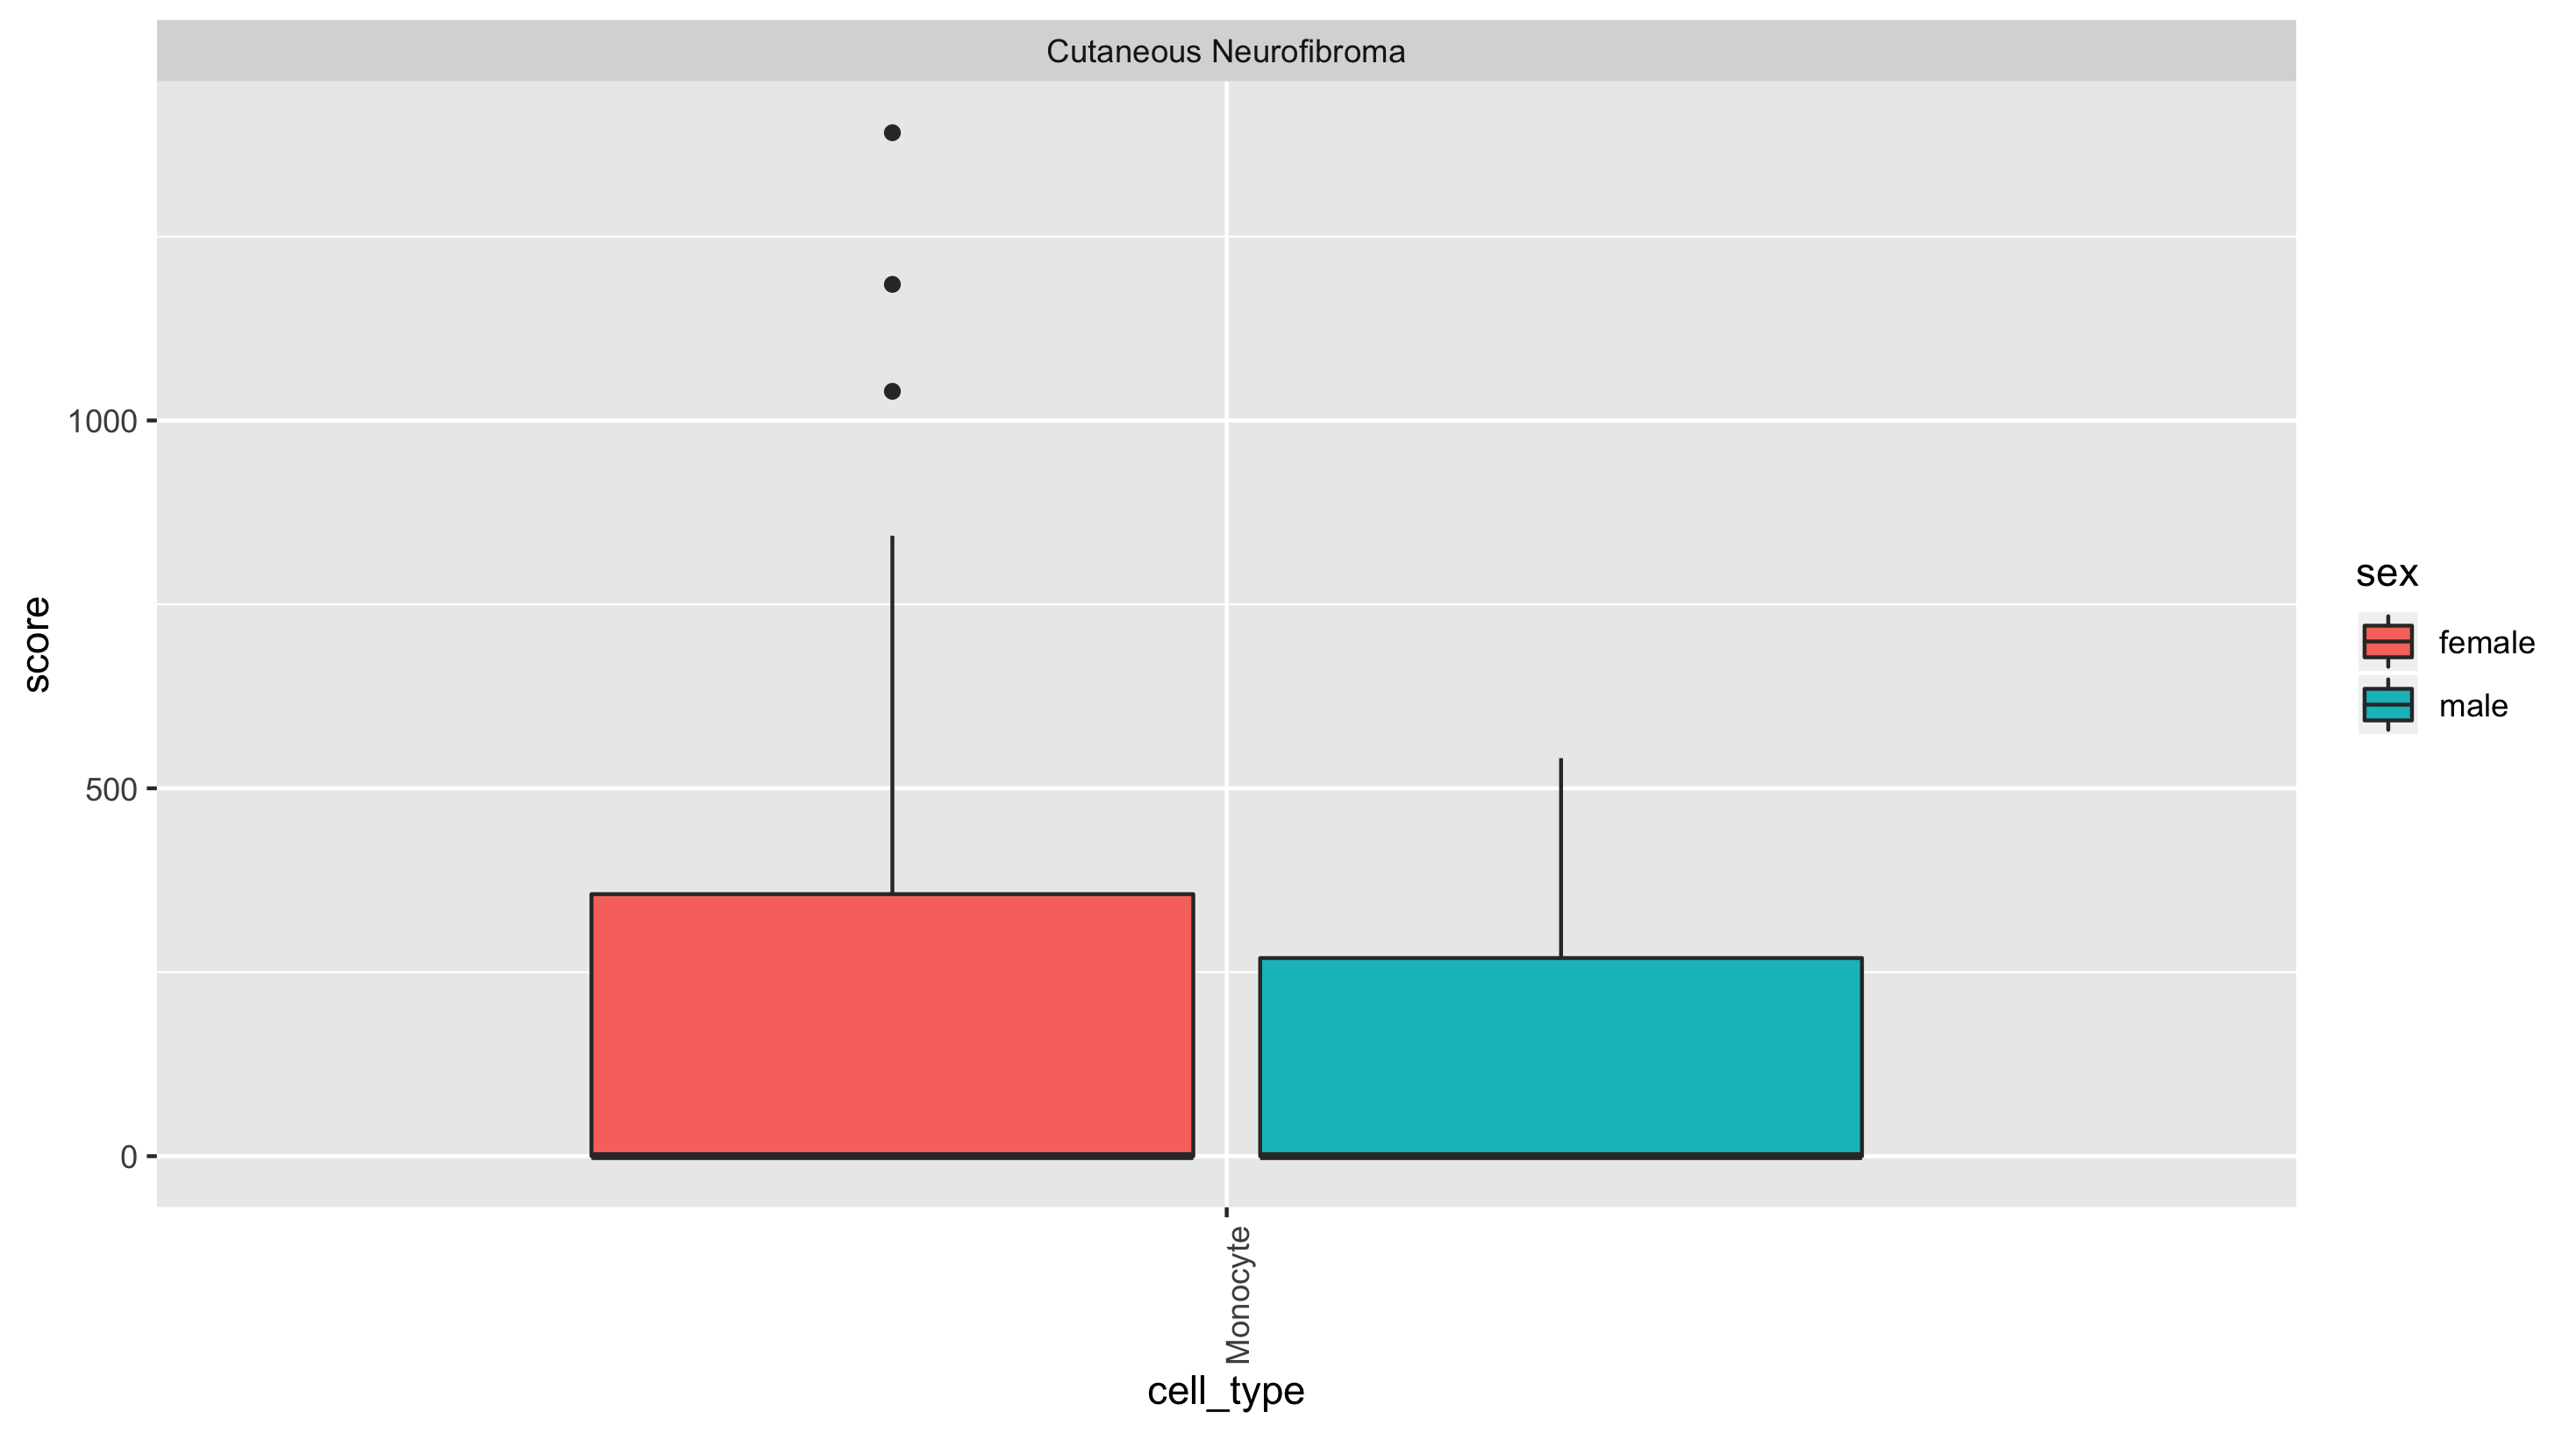 Cutaneous Neurofibroma
score
1000
500
0
Monocyte
cell_type
sex
female
male